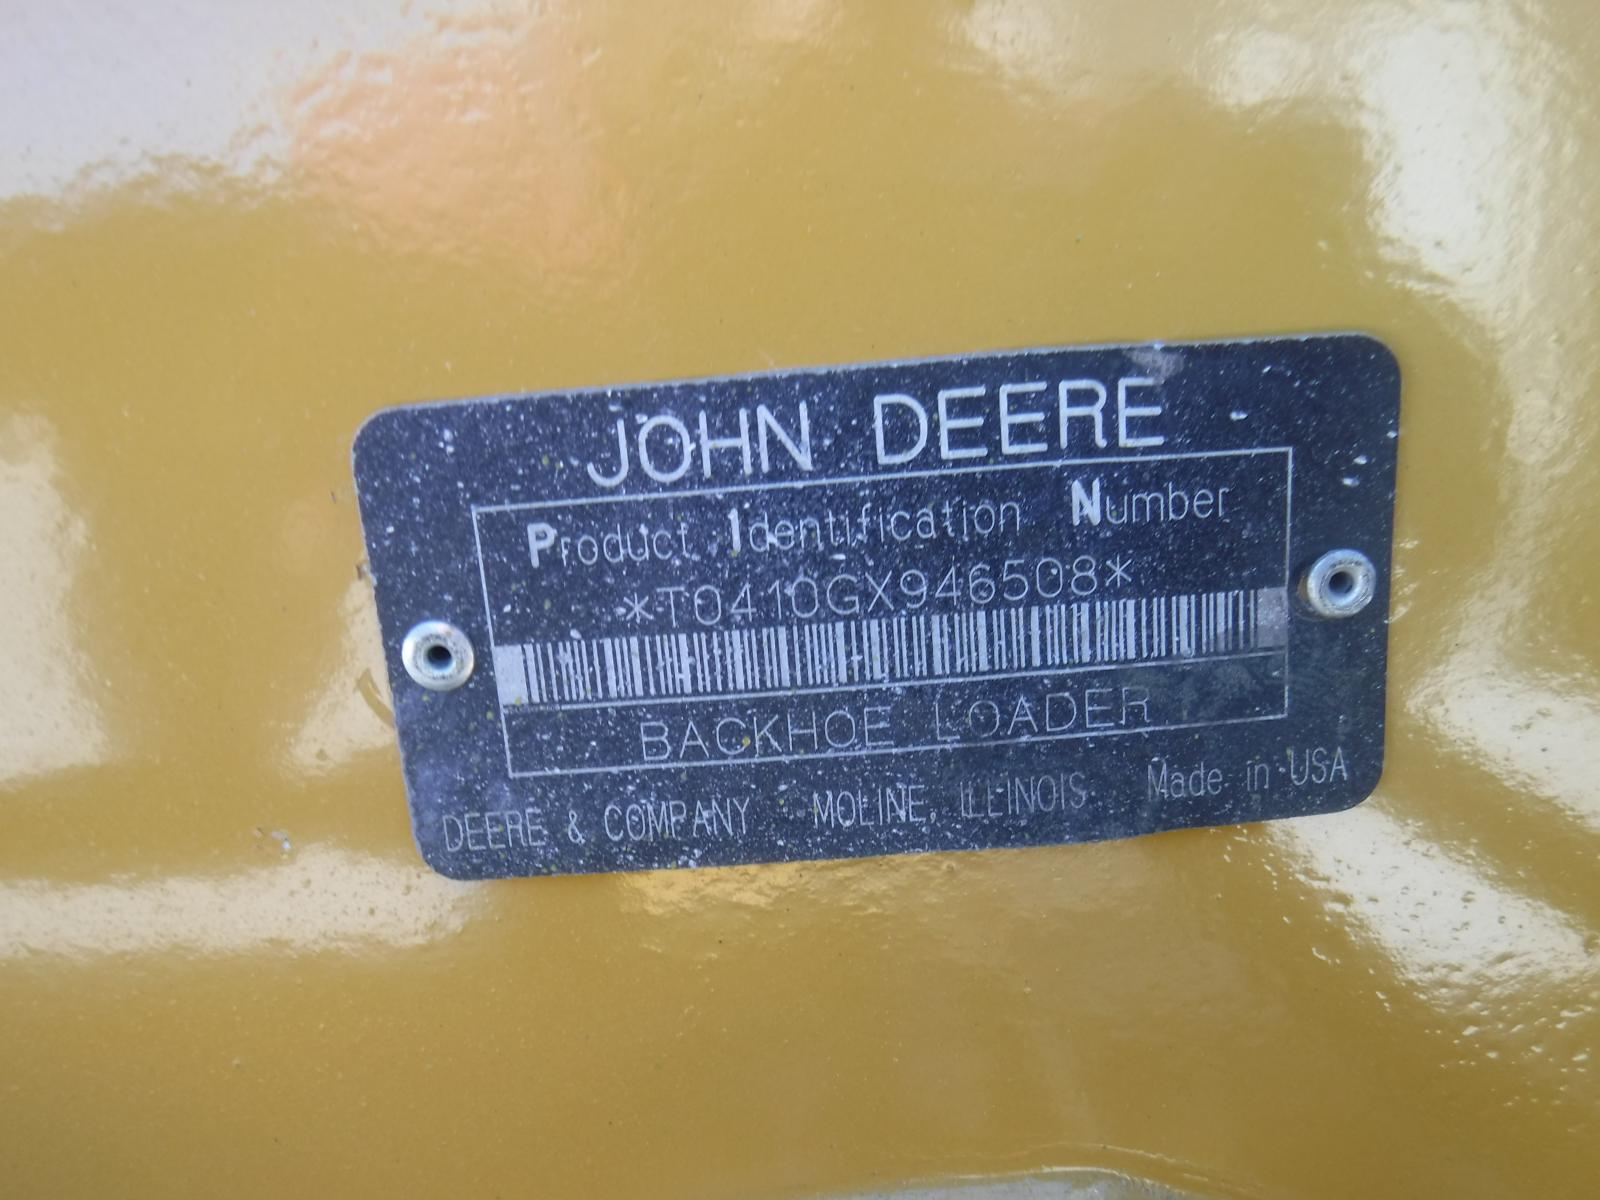 JOHN DEERE
Product Identification Number
*T0410GX946508*
BACKHOE LOADER
DEERE & COMPANY MOLINE, ILLINOIS Made in USA